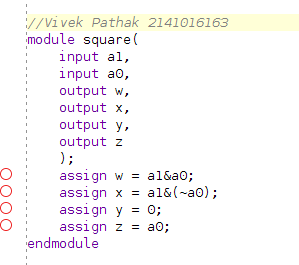 //Vivek Pathak 2141016163
module square(
    input a1,
    input a0,
    output w,
    output x,
    output y,
    output z
    );
    assign w = a1&a0;
    assign x = a1&(~a0);
    assign y = 0;
    assign z = a0;
endmodule